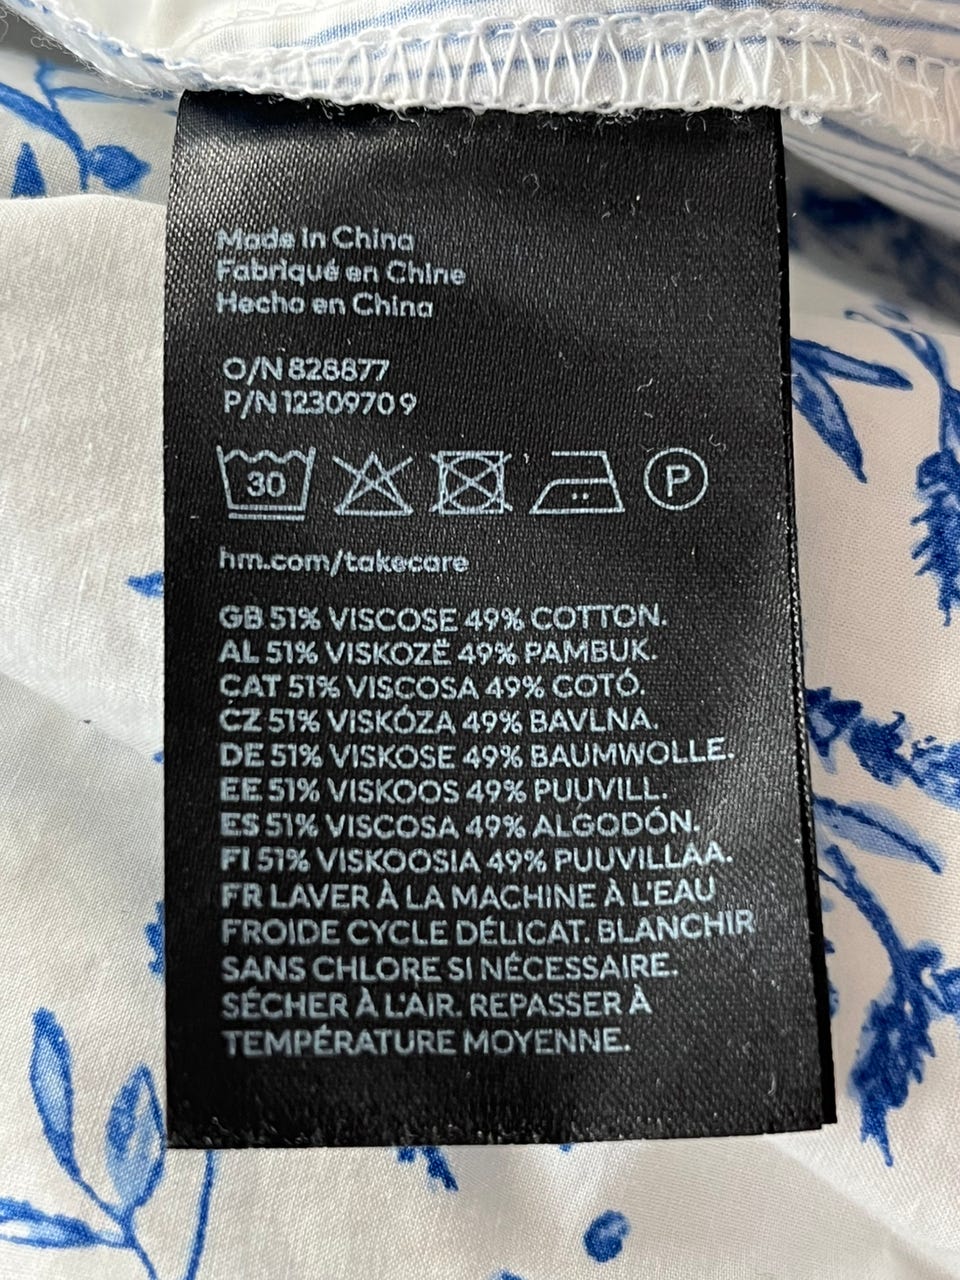 Made in China
Fabriqué en Chine
Hecho en China
O/N 828877
P/N 12309709
30
P
hm.com/takecare
GB 51% VISCOSE 49% COTTON.
AL 51% VISKOZË 49% PAMBUK.
CAT 51% VISCOSA 49% COTÓ.
CZ 51% VISKÓZA 49% BAVLNA.
DE 51% VISKOSE 49% BAUMWOLLE.
EE 51% VISKOOS 49% PUUVILL.
ES 51% VISCOSA 49% ALGODÓN.
FI 51% VISKOOSIA 49% PUUVILLAA.
FR LAVER À LA MACHINE À L'EAU
FROIDE CYCLE DÉLICAT. BLANCHIR
SANS CHLORE SI NÉCESSAIRE.
SÉCHER À L'AIR. REPASSER À
TEMPÉRATURE MOYENNE.